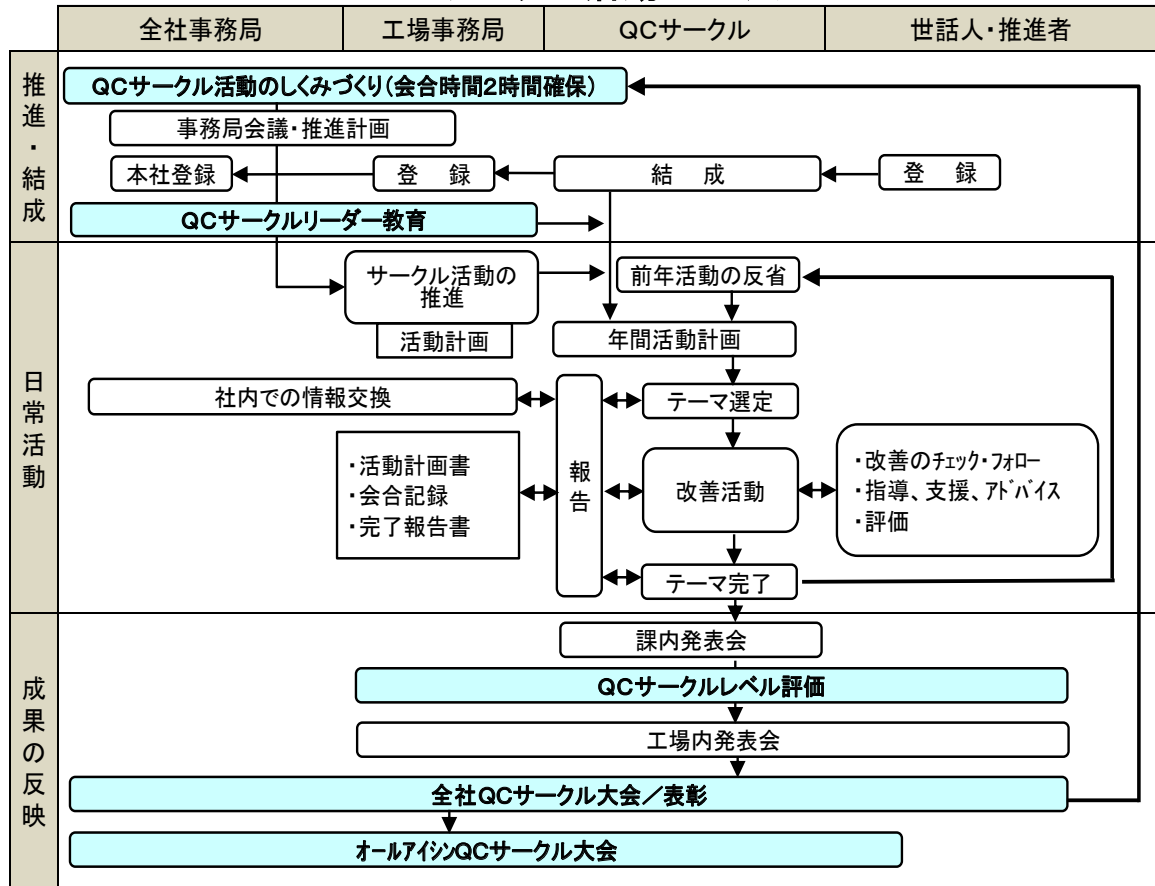 全社事務局
工場事務局
QCサークル
世話人・推進者
推進・結成
QCサークル活動のしくみづくり(会合時間2時間確保)
事務局会議・推進計画
本社登録
登 録
結 成
登 録
QCサークルリーダー教育
日常活動
サークル活動の
推進
前年活動の反省
活動計画
年間活動計画
社内での情報交換
報告
テーマ選定
・活動計画書
・会合記録
・完了報告書
改善活動
・改善のチェック・フォロー
・指導、支援、アドバイス
・評価
テーマ完了
成果の反映
課内発表会
QCサークルレベル評価
工場内発表会
全社QCサークル大会/表彰
オールアイシンQCサークル大会